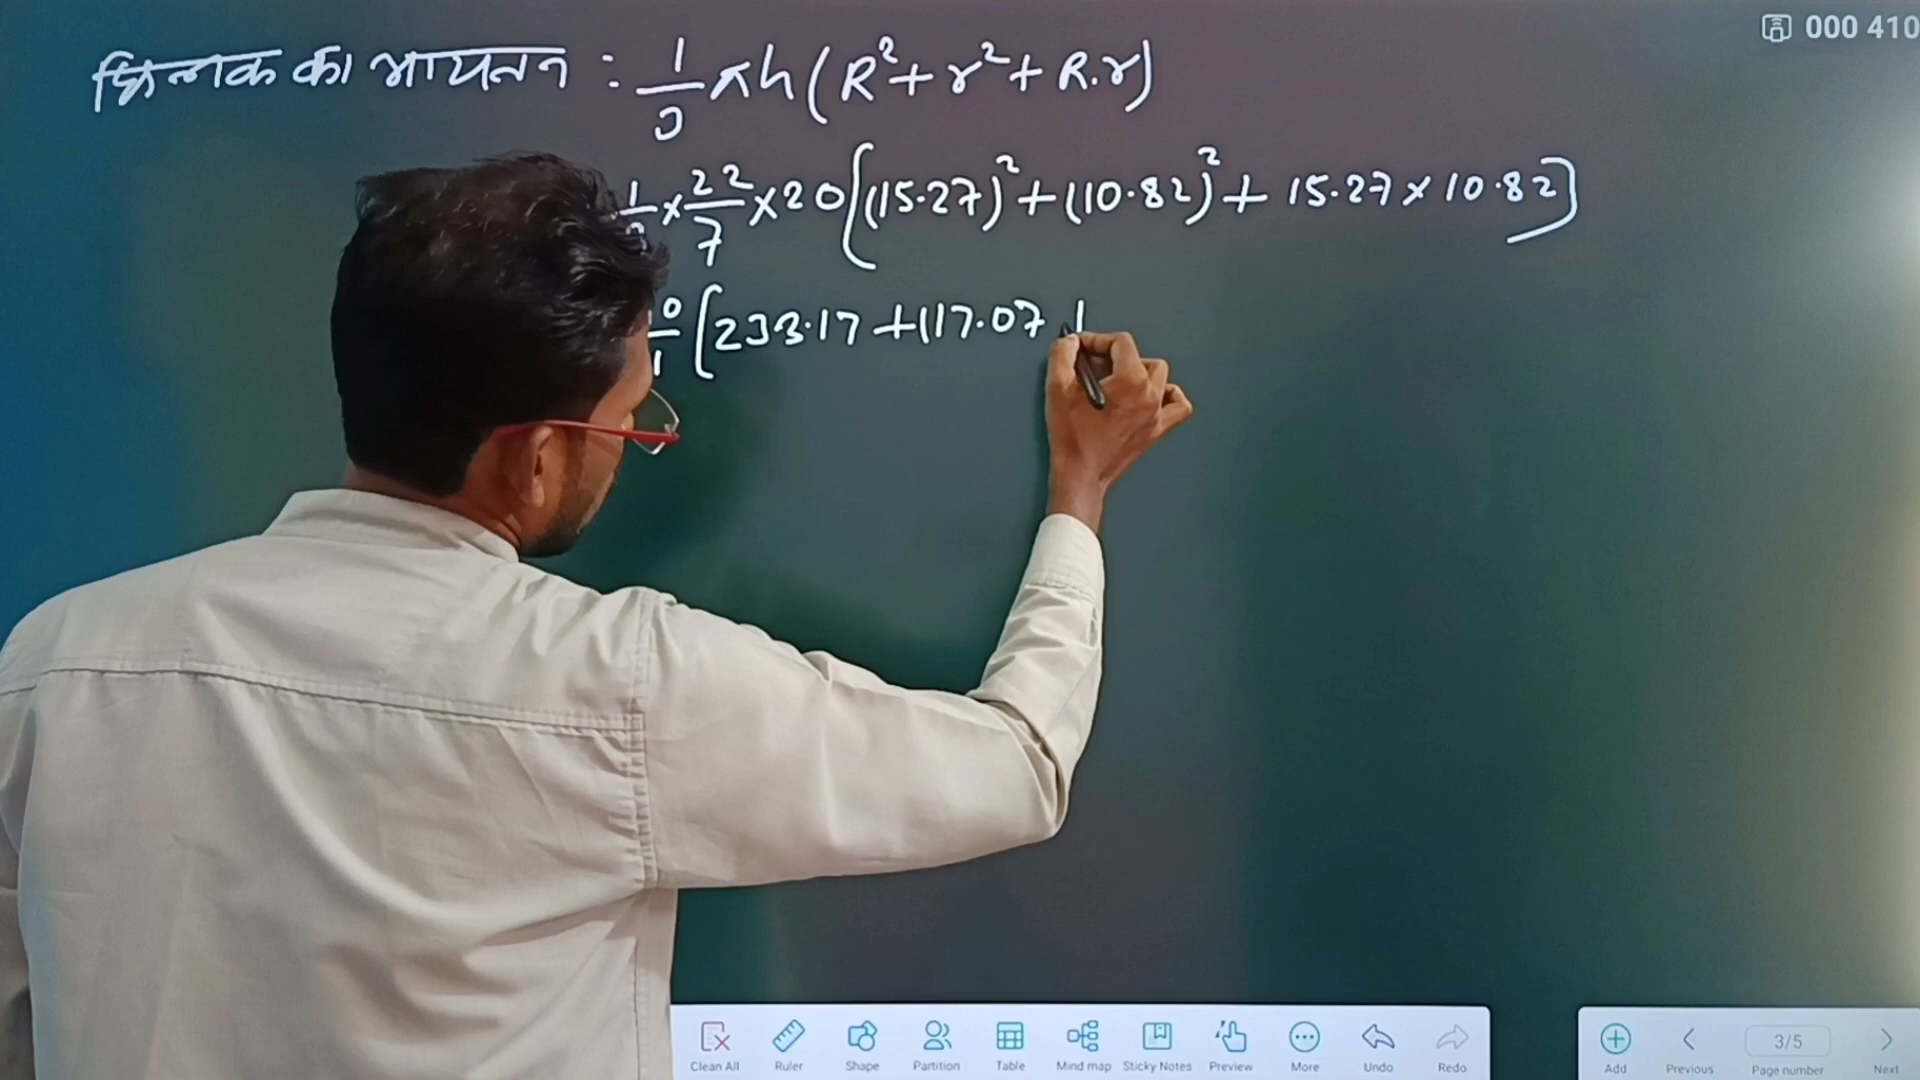 छिन्नक का आयतन : 1/3 πh (R²+r²+R.r)
1/3 × 22/7 × 20 [(15.27)² + (10.82)² + 15.27 × 10.82]
0/1 [233.17 + 117.07
000 410
Clean All Ruler Shape Partition Table Mind map Sticky-Notes Preview More Undo Redo Add Previous 3/5 Page number Next